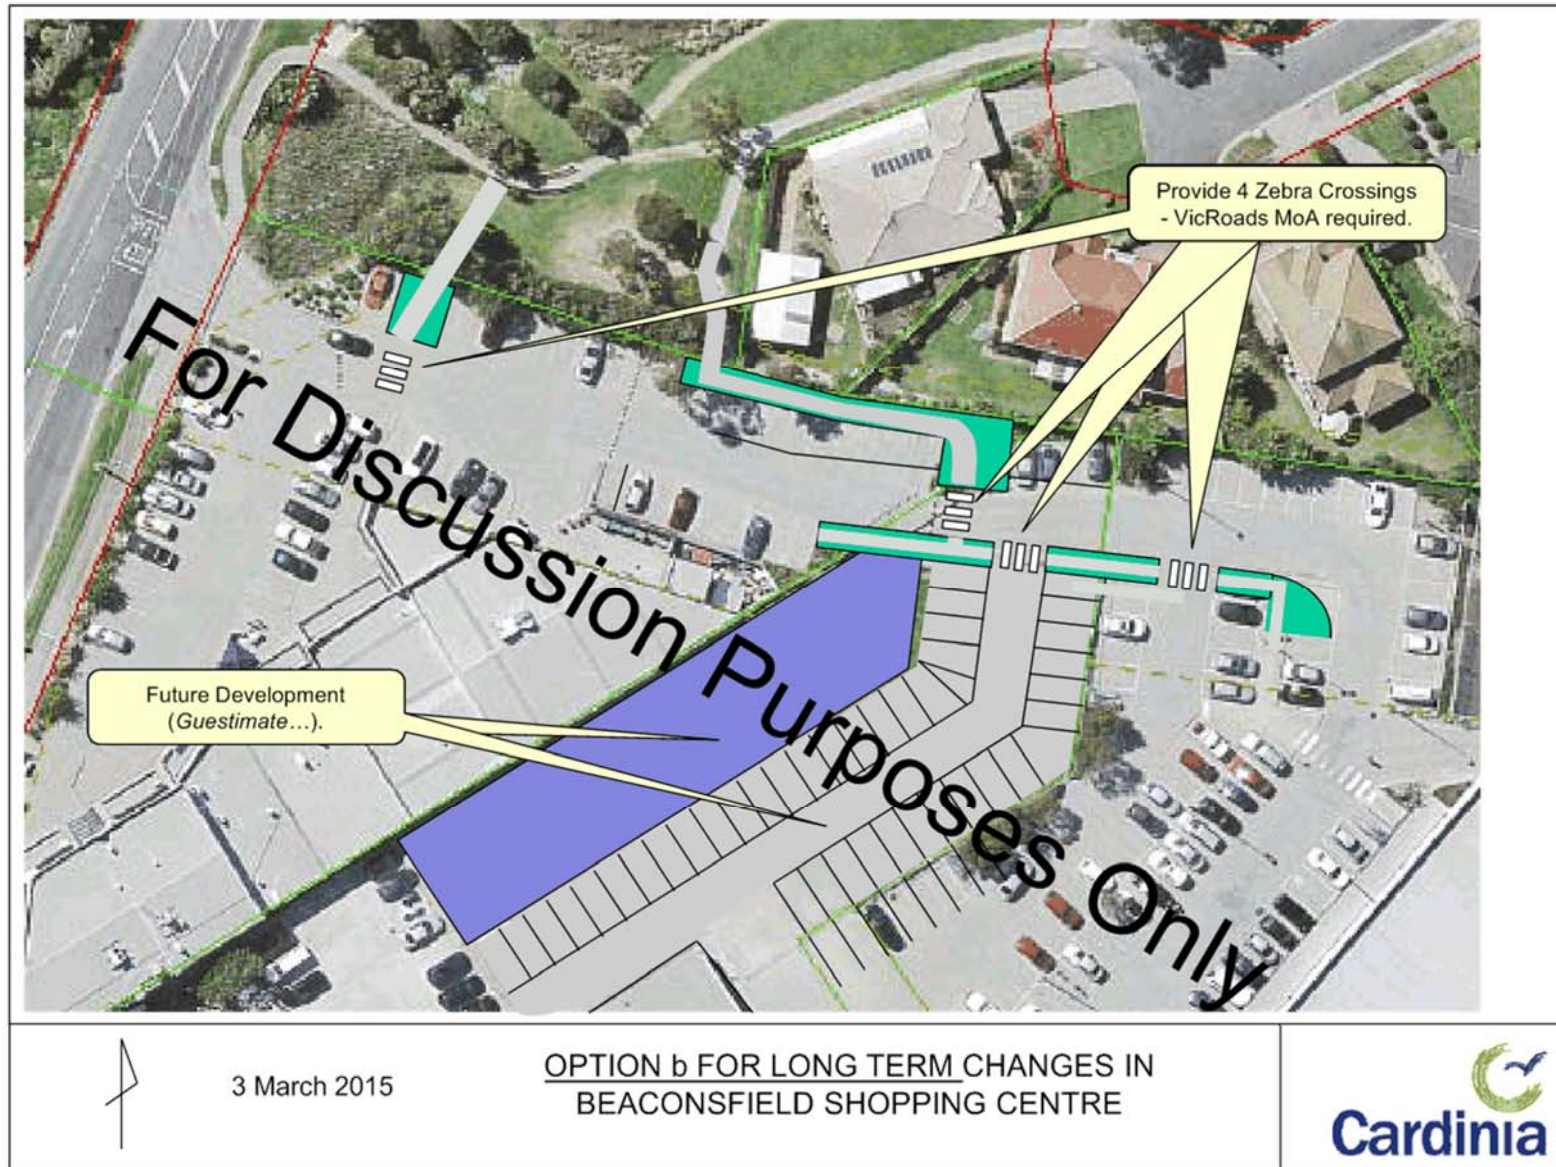 Provide 4 Zebra Crossings
- VicRoads MoA required.
For Discussion Purposes Only
Future Development
(Guestimate...).
3 March 2015
OPTION b FOR LONG TERM CHANGES IN
BEACONSFIELD SHOPPING CENTRE
Cardinia